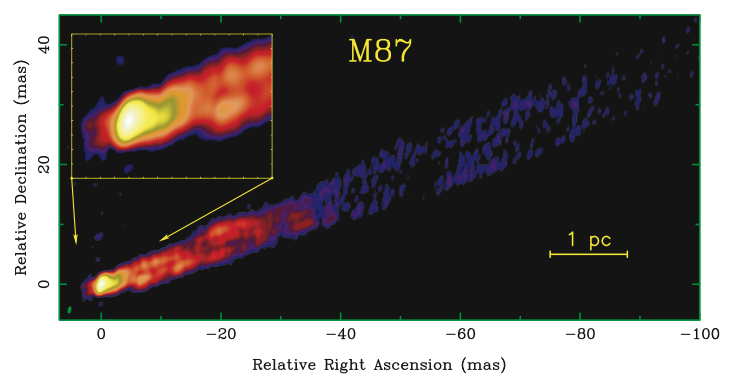 M87
40
20
0
Relative Declination (mas)
1 pc
0
−20
−40
−60
−80
−100
Relative Right Ascension (mas)